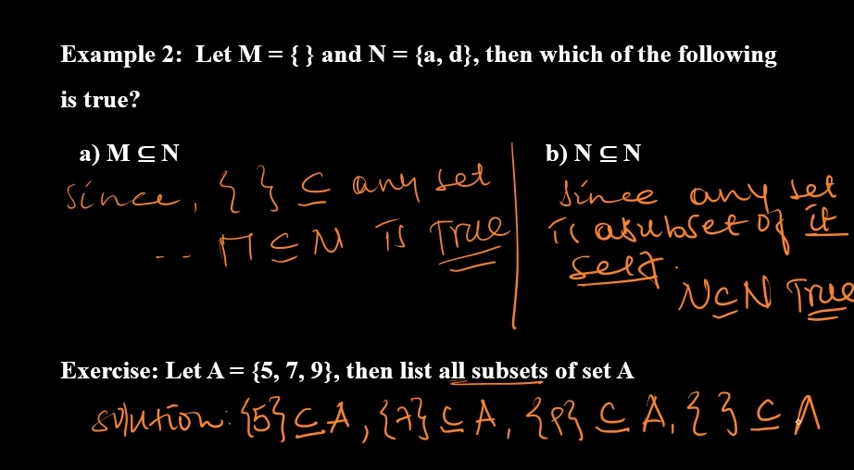 Example 2: Let M = { } and N = {a, d}, then which of the following
is true?
a) M ⊆ N
since, { } ⊆ any set
∴ M ⊆ N is True
b) N ⊆ N
Since any set
is a subset of it
self.
N ⊆ N True
Exercise: Let A = {5, 7, 9}, then list all subsets of set A
solution: {5} ⊆ A, {7} ⊆ A, {9} ⊆ A, { } ⊆ A